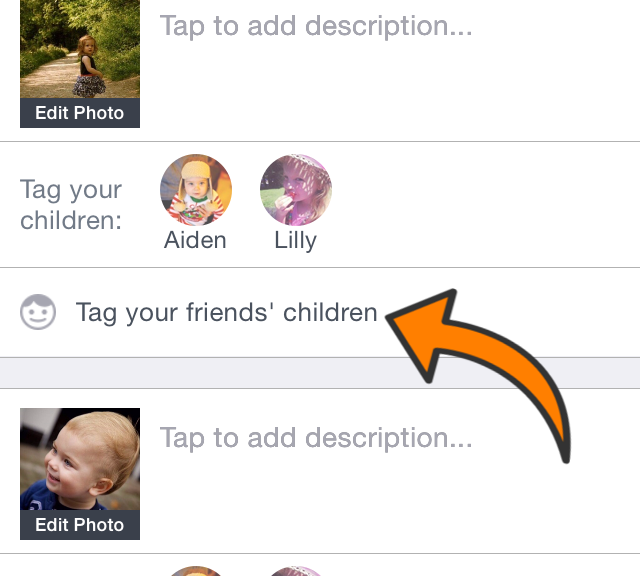 Tap to add description...
Edit Photo
Tag your
children:
Aiden
Lilly
Tag your friends' children
Tap to add description...
Edit Photo